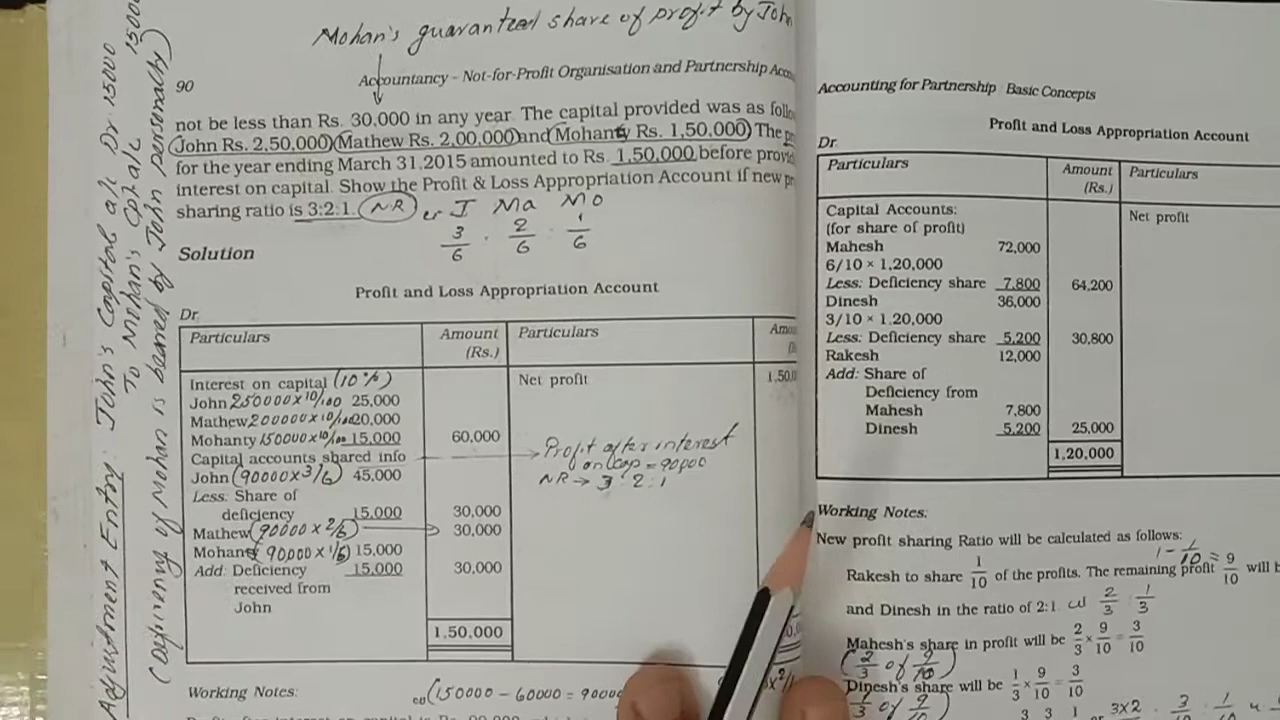 Mohan's guaranteed share of profit by John
90
Accountancy – Not-for-Profit Organisation and Partnership
not be less than Rs. 30,000 in any year. The capital provided was as
John Rs. 2,50,000 Mathew Rs. 2,00,000 and Mohanty Rs. 1,50,000 The
for the year ending March 31.2015 amounted to Rs. 1,50,000 before
interest on capital. Show the Profit & Loss Appropriation Account if new
sharing ratio is 3:2:1. NR J Ma Mo
3/6 . 2/6 . 1/6
Solution
Profit and Loss Appropriation Account
Dr.
Particulars Amount (Rs.) Particulars
Interest on capital (10%) Net profit
John 250000 x 10/100 25,000
Mathew 200000 x 10/100 20,000
Mohanty 150000 x 10/100 15,000 60,000
Capital accounts shared info → Profit after interest on Cap = 90000
John (90000 x 3/6) 45,000 NR → 3 : 2 : 1
Less: Share of
deficiency 15,000 30,000
Mathew (90000 x 2/6) 30,000
Mohanty 90000 x 1/6) 15,000
Add: Deficiency 15,000 30,000
received from
John
1,50,000
Working Notes:
(150000 – 60000 = 90000
Adjustment Entry: John's Capital a/c Dr 15000
To Mohan's Capital a/c 15000
(Deficiency of Mohan is beared by John personally)
Accounting for Partnership Basic Concepts
Profit and Loss Appropriation Account
Dr.
Particulars Amount (Rs.) Particulars
Capital Accounts: Net profit
(for share of profit)
Mahesh 72,000
6/10 × 1,20,000
Less: Deficiency share 7,800 64,200
Dinesh 36,000
3/10 × 1,20,000
Less: Deficiency share 5,200 30,800
Rakesh 12,000
Add: Share of
Deficiency from
Mahesh 7,800
Dinesh 5,200 25,000
1,20,000
Working Notes:
New profit sharing Ratio will be calculated as follows:
1 – 1/10 = 9/10
Rakesh to share 1/10 of the profits. The remaining profit 9/10 will
and Dinesh in the ratio of 2:1. 2/3 : 1/3
Mahesh's share in profit will be 2/3 × 9/10 = 3/10
(2/3 of 9/10)
Dinesh's share will be 1/3 × 9/10 = 3/10
(1/3 of 9/10)